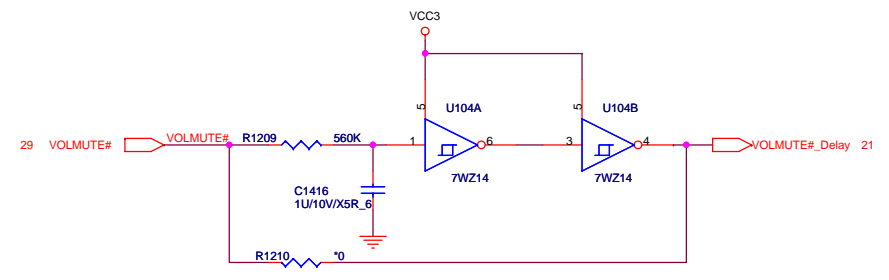 VCC3
5
U104A
5
U104B
29 VOLMUTE#
VOLMUTE#
R1209
560K
1
6
3
4
VOLMUTE#_Delay 21
7WZ14
7WZ14
C1416
1U/10V/X5R_6
R1210
*0